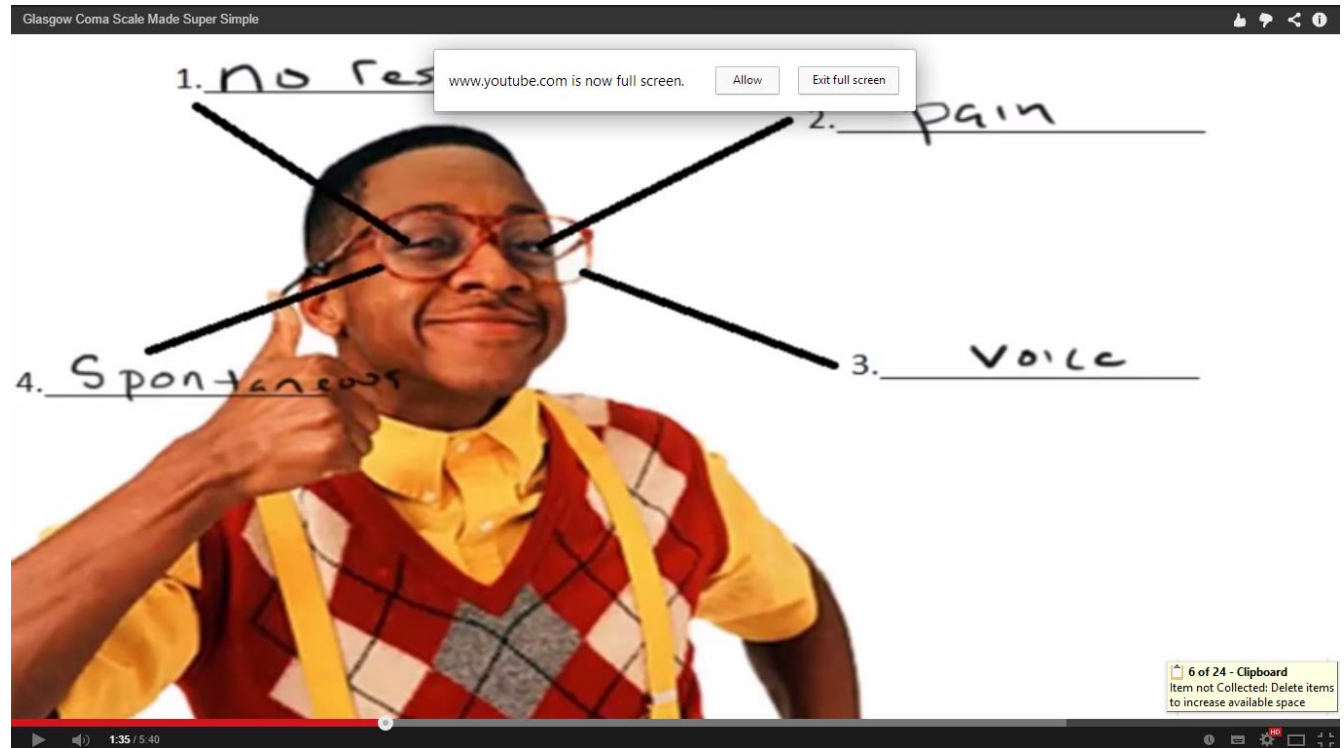 Glasgow Coma Scale Made Super Simple
www.youtube.com is now full screen. Allow Exit full screen
1. no res
2. pain
3. voice
4. Spontaneous
6 of 24 - Clipboard
Item not Collected: Delete items
to increase available space
1:35 / 5:40
HD